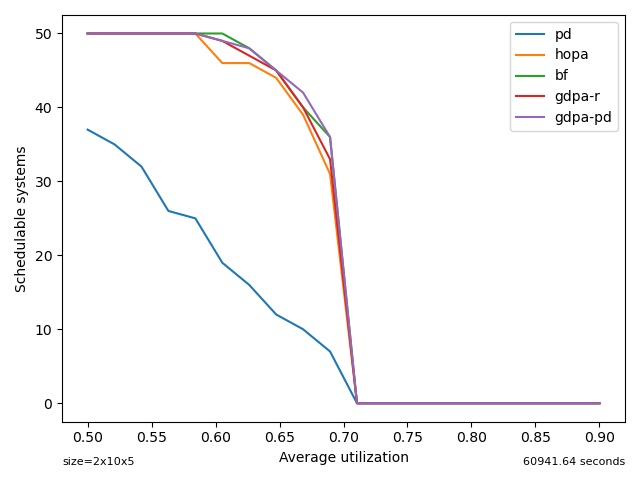 50
40
30
20
10
0
Schedulable systems
pd
hopa
bf
gdpa-r
gdpa-pd
0.50 0.55 0.60 0.65 0.70 0.75 0.80 0.85 0.90
Average utilization
size=2x10x5
60941.64 seconds